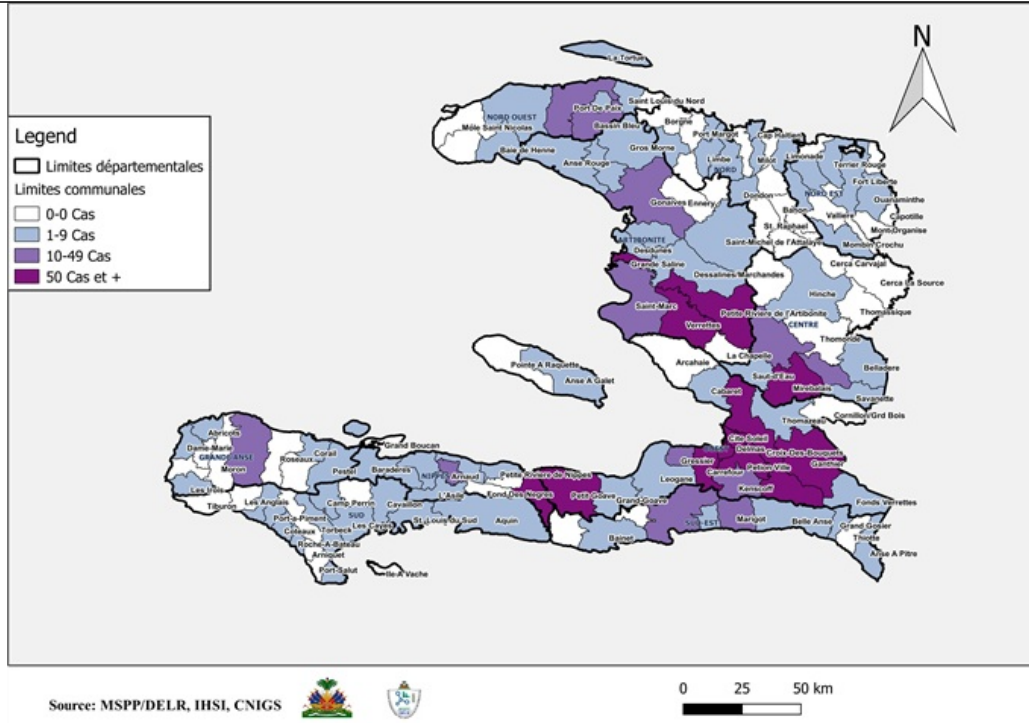 N
Legend
Limites départementales
Limites communales
0-0 Cas
1-9 Cas
10-49 Cas
50 Cas et +
La Tortue
Port De Paix
Saint Louis du Nord
NORD OUEST
Môle Saint Nicolas
Bassin Bleu
Borgne
Port Margot
Cap Haïtien
Baie de Henne
Anse Rouge
Gros Morne
Limbe
NORD
Milot
Limonade
Terrier Rouge
Fort Liberte
NORD EST
Ouanaminthe
Gonaives
Ennery
Dondon
Bahon
Valliere
Capotille
St. Raphael
Mont-Organise
Saint-Michel de l'Attalaye
Mombin Crochu
ARTIBONITE
Desdunes
Grande Saline
Dessalines/Marchandes
Cerca Carvajal
Cerca La Source
Hinche
Thomassique
Saint-Marc
Petite Rivière de l'Artibonite
Verrettes
CENTRE
Thomonde
La Chapelle
Arcahaie
Belladere
Saut d'Eau
Mirebalais
Pointe A Raquette
Anse A Galet
Cabaret
Savanette
Thomazeau
Cornillon/Grd Bois
Cite Soleil
Delmas
Croix-Des-Bouquets
Gressier
Carrefour
Petion-Ville
Ganthier
Kenscoff
Leogane
Fonds Verrettes
Abricots
Dame-Marie
GRANDE ANSE
Moron
Roseaux
Corail
Grand Boucan
Pestel
Baraderes
NIPPES
Arnaud
Petite Riviere de Nippes
Les Irois
Tiburon
Les Anglais
Camp Perrin
Cavaillon
L'Asile
Fond Des Negres
Petit Goave
Grand-Goave
Port-a-Piment
SUD
Les Cayes
St. Louis du Sud
Aquin
Bainet
SUD-EST
Marigot
Belle Anse
Grand Gosier
Thiotte
Anse A Pitre
Coteaux
Torbeck
Roche-A-Bateau
Arniquet
Port-Salut
Ile A Vache
Source: MSPP/DELR, IHSI, CNIGS
0 25 50 km